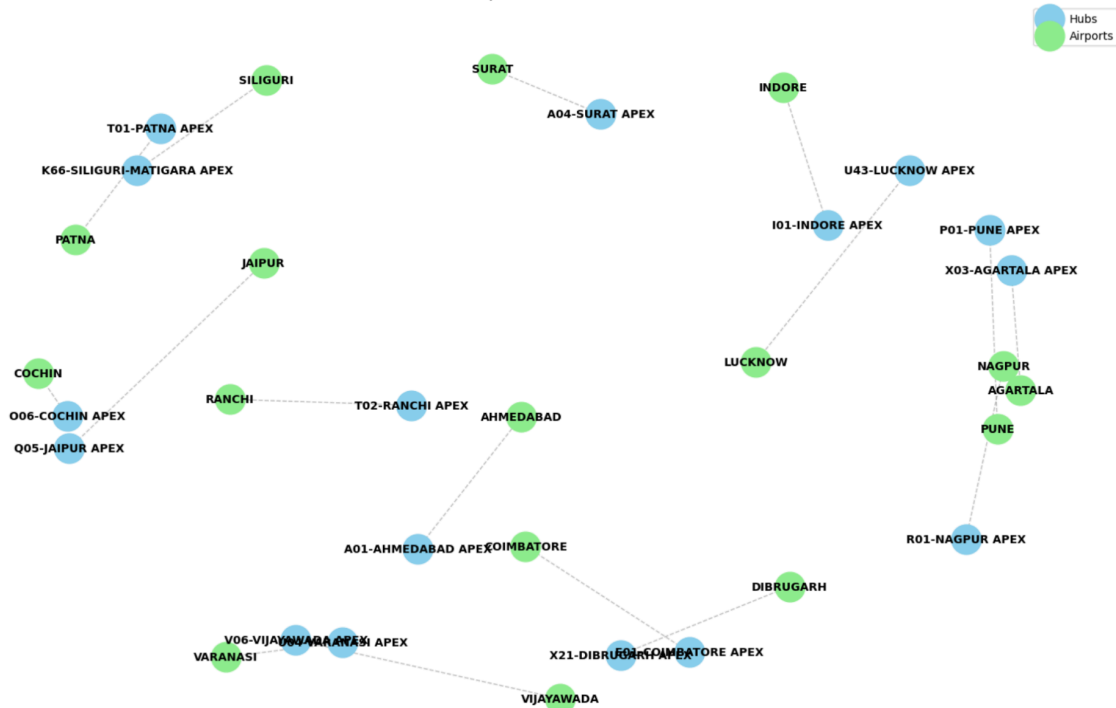 Hubs
Airports
SURAT
SILIGURI
INDORE
A04-SURAT APEX
T01-PATNA APEX
K66-SILIGURI-MATIGARA APEX
U43-LUCKNOW APEX
I01-INDORE APEX
P01-PUNE APEX
PATNA
JAIPUR
X03-AGARTALA APEX
LUCKNOW
NAGPUR
COCHIN
AGARTALA
RANCHI
T02-RANCHI APEX
O06-COCHIN APEX
AHMEDABAD
PUNE
Q05-JAIPUR APEX
R01-NAGPUR APEX
A01-AHMEDABAD APEX
COIMBATORE
DIBRUGARH
V06-VIJAYAWADA APEX
VARANASI APEX
COIMBATORE APEX
X21-DIBRUGARH APEX
VARANASI
VIJAYAWADA